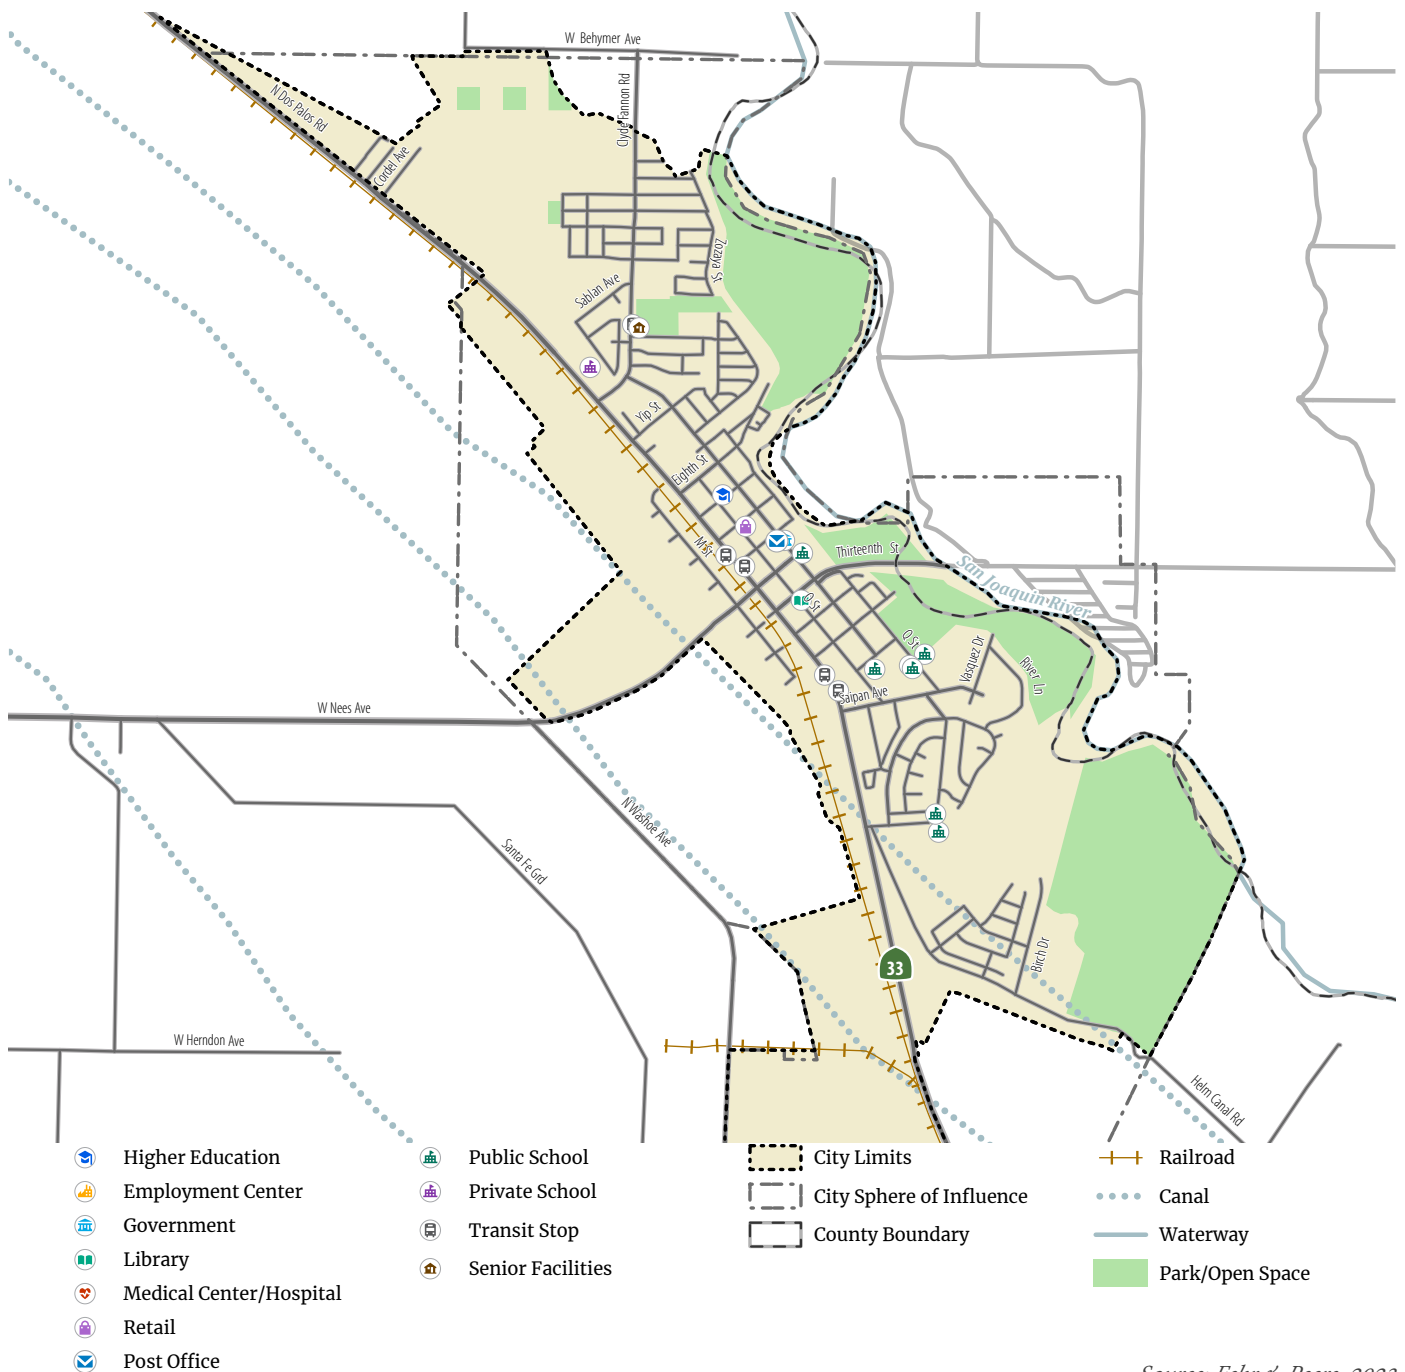 W Behymer Ave
N Dos Palos Rd
Clyde Fannon Rd
Cordel Ave
Zozaya St
Sablan Ave
Yip St
Eighth St
M St
Thirteenth St
San Joaquin River
Q St
Q St
Vasquez Dr
River Ln
Saipan Ave
W Nees Ave
N Washoe Ave
Santa Fe Grd
33
Birch Dr
W Herndon Ave
Helm Canal Rd
Higher Education
Employment Center
Government
Library
Medical Center/Hospital
Retail
Post Office
Public School
Private School
Transit Stop
Senior Facilities
City Limits
City Sphere of Influence
County Boundary
Railroad
Canal
Waterway
Park/Open Space